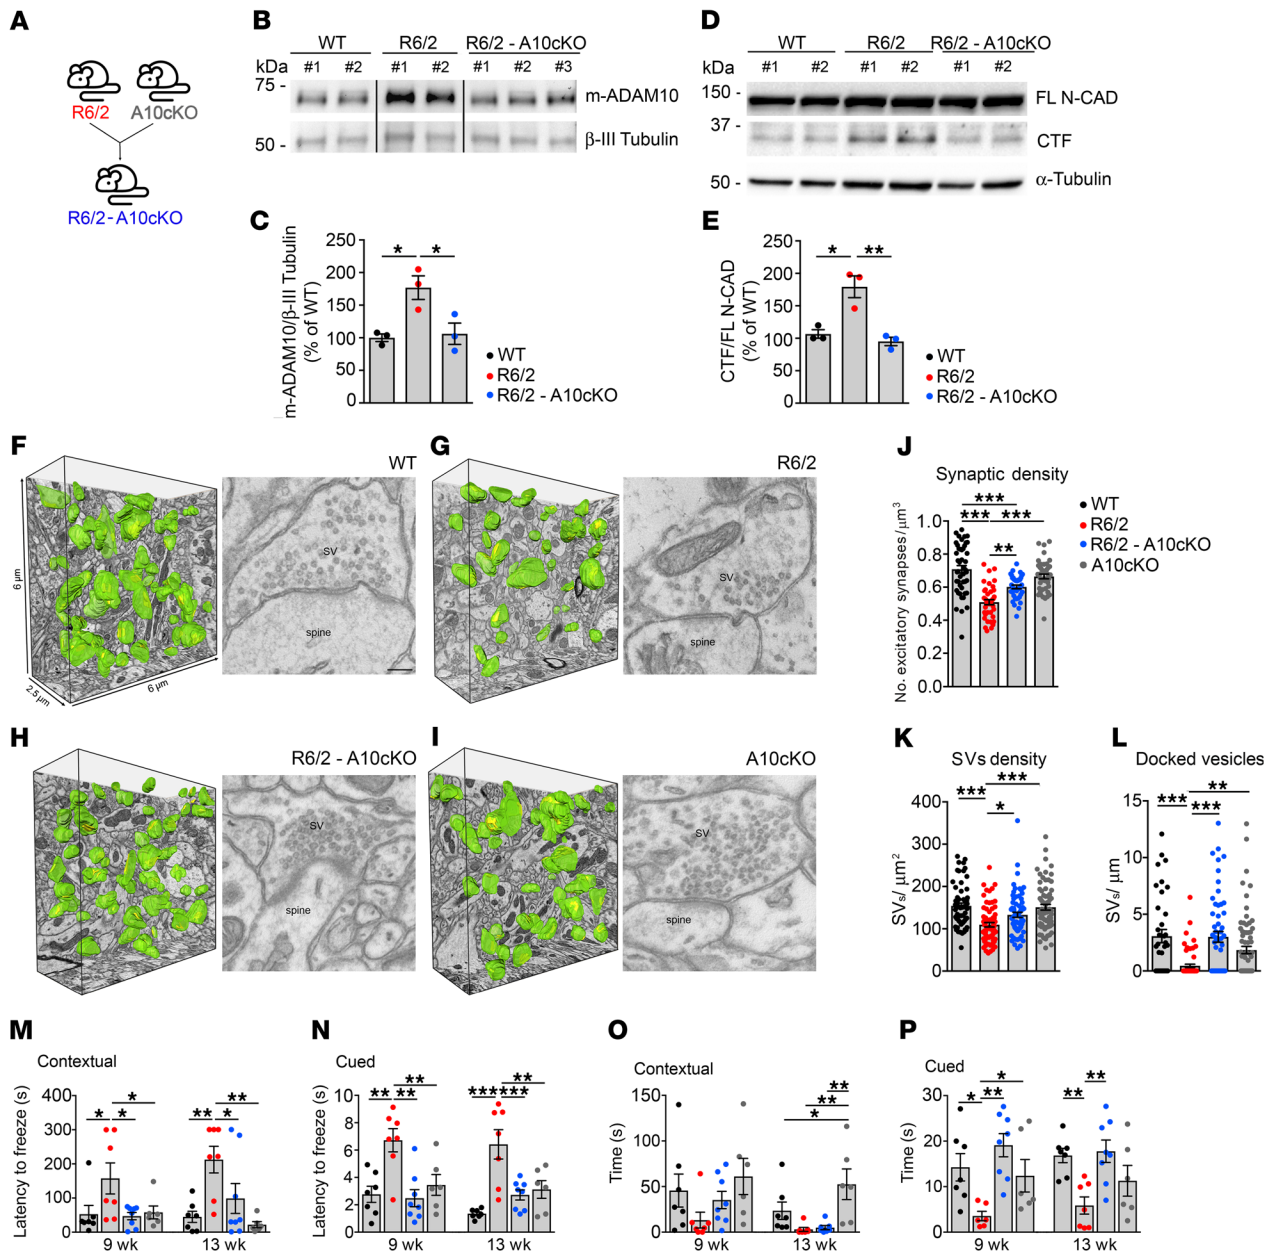 A
R6/2
A10cKO
R6/2 - A10cKO
B
WT
R6/2
R6/2 - A10cKO
kDa
#1
#2
#1
#2
#1
#2
#3
75 -
m-ADAM10
50 -
β-III Tubulin
C
m-ADAM10/β-III Tubulin
(% of WT)
250
200
150
100
50
0
*
*
WT
R6/2
R6/2 - A10cKO
D
WT
R6/2
R6/2 - A10cKO
kDa
#1
#2
#1
#2
#1
#2
150 -
FL N-CAD
37 -
CTF
50 -
α-Tubulin
E
CTF/FL N-CAD
(% of WT)
250
200
150
100
50
0
*
**
WT
R6/2
R6/2 - A10cKO
F
WT
6 µm
2.5 µm
6 µm
SV
spine
G
R6/2
SV
spine
H
R6/2 - A10cKO
SV
spine
I
A10cKO
SV
spine
J
Synaptic density
No. excitatory synapses/µm3
1.0
0.8
0.6
0.4
0.2
0.0
***
***
***
**
WT
R6/2
R6/2 - A10cKO
A10cKO
K
SVs density
SVs/ µm2
400
300
200
100
0
***
***
*
L
Docked vesicles
SVs/ µm
15
10
5
0
**
***
***
M
Contextual
Latency to freeze (s)
400
300
200
100
0
*
*
*
**
**
*
9 wk
13 wk
N
Cued
Latency to freeze (s)
10
8
6
4
2
0
**
**
**
**
***
***
9 wk
13 wk
O
Contextual
Time (s)
150
100
50
0
**
**
*
9 wk
13 wk
P
Cued
Time (s)
30
20
10
0
*
*
**
**
**
9 wk
13 wk